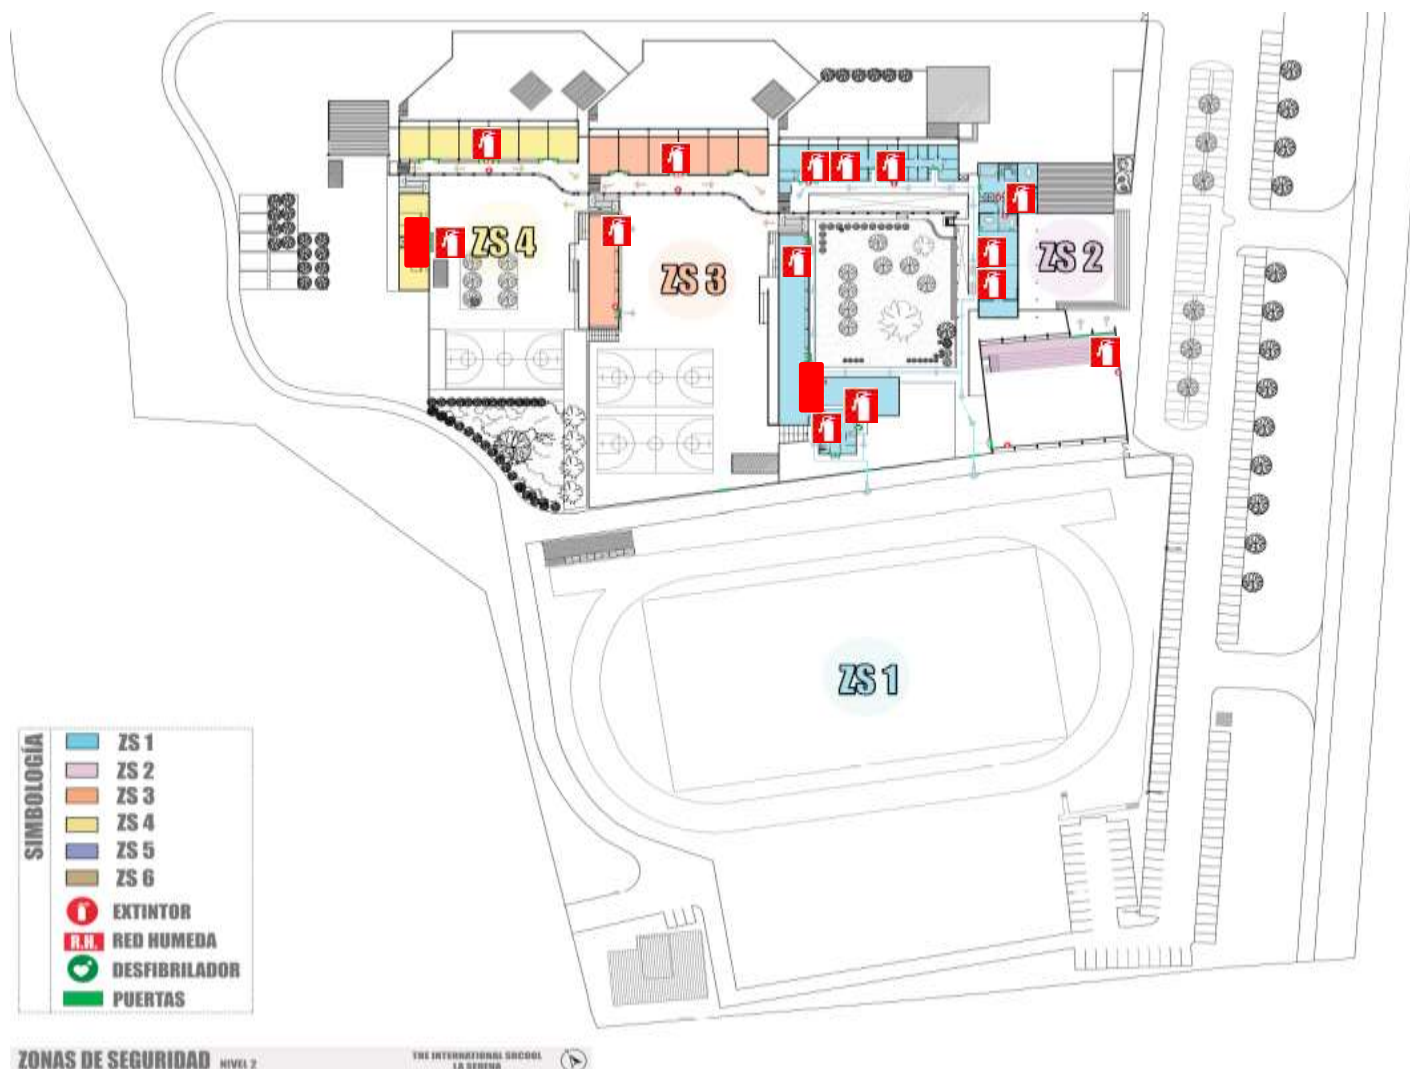 ZS 4
ZS 3
ZS 2
ZS 1
SIMBOLOGÍA
ZS 1
ZS 2
ZS 3
ZS 4
ZS 5
ZS 6
EXTINTOR
R.H. RED HUMEDA
DESFIBRILADOR
PUERTAS
ZONAS DE SEGURIDAD NIVEL 2
THE INTERNATIONAL SHCOOL
LA SERENA